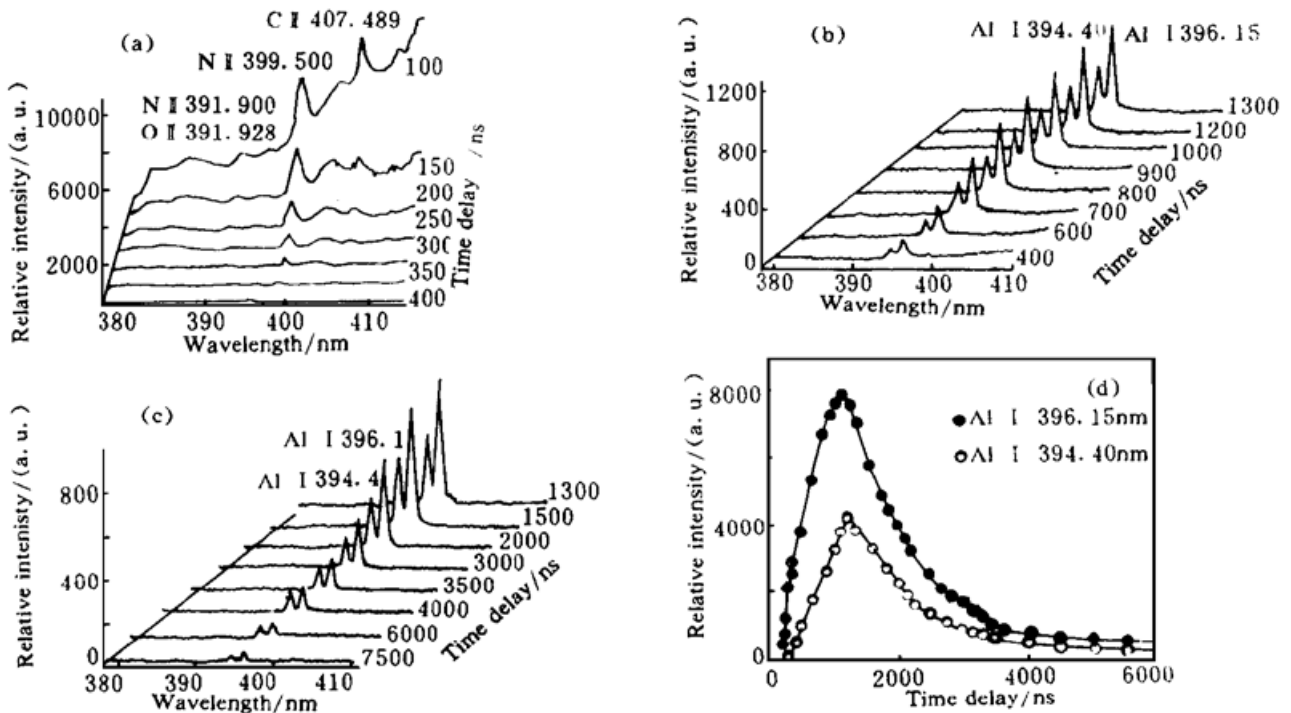 (a)
C Ⅱ 407. 489
N Ⅱ 399. 500
N Ⅱ 391. 900
O Ⅱ 391. 928
Relative intensity/(a. u.)
10000
6000
2000
0
380 390 400 410
Wavelength/nm
100
150
200
250
300
350
400
Time delay /ns
(b)
Al Ⅰ 394. 40
Al Ⅰ 396. 15
Relative intensity/(a. u.)
1200
800
400
0
380 390 400 410
Wavelength/nm
1300
1200
1000
900
800
700
600
400
Time delay/ns
(c)
Al Ⅰ 396. 1
Al Ⅰ 394. 4
Relative intenisty/(a. u.)
800
400
0
380 390 400 410
Wavelength/nm
1300
1500
2000
3000
3500
4000
6000
7500
Time delay/ns
(d)
Al Ⅰ 396. 15nm
Al Ⅰ 394. 40nm
Relative intensity/(a. u.)
8000
4000
0
0 2000 4000 6000
Time delay/ns